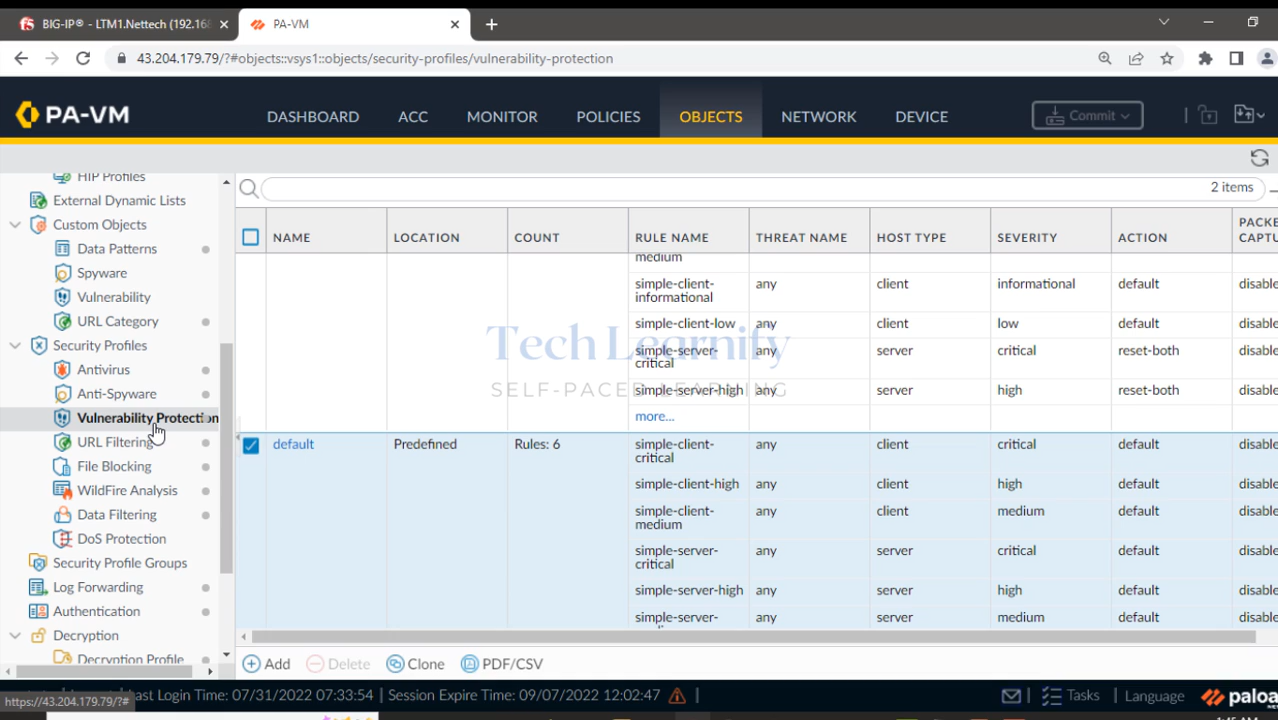 BIG-IP® - LTM1.Nettech (192.168
PA-VM
43.204.179.79/?#objects::vsys1::objects/security-profiles/vulnerability-protection
PA-VM
DASHBOARD
ACC
MONITOR
POLICIES
OBJECTS
NETWORK
DEVICE
Commit
HIP Profiles
External Dynamic Lists
Custom Objects
Data Patterns
Spyware
Vulnerability
URL Category
Security Profiles
Antivirus
Anti-Spyware
Vulnerability Protection
URL Filtering
File Blocking
WildFire Analysis
Data Filtering
DoS Protection
Security Profile Groups
Log Forwarding
Authentication
Decryption
Decryption Profile
2 items
NAME LOCATION COUNT RULE NAME THREAT NAME HOST TYPE SEVERITY ACTION PACKE CAPTU
medium
simple-client-informational any client informational default disable
simple-client-low any client low default disable
simple-server-critical any server critical reset-both disable
simple-server-high any server high reset-both disable
more...
default Predefined Rules: 6 simple-client-critical any client critical default disable
simple-client-high any client high default disable
simple-client-medium any client medium default disable
simple-server-critical any server critical default disable
simple-server-high any server high default disable
simple-server- any server medium default disable
Tech Learnify
SELF-PACED LEARNING
Add
Delete
Clone
PDF/CSV
https://43.204.179.79/?#
Last Login Time: 07/31/2022 07:33:54
Session Expire Time: 09/07/2022 12:02:47
Tasks
Language
paloa